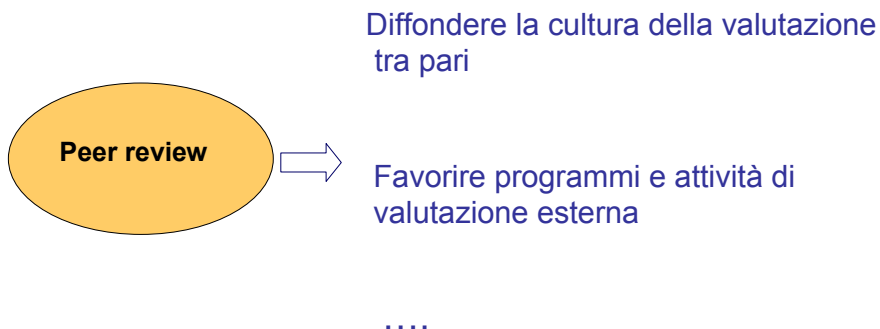 Diffondere la cultura della valutazione
tra pari
Peer review
Favorire programmi e attività di
valutazione esterna
....